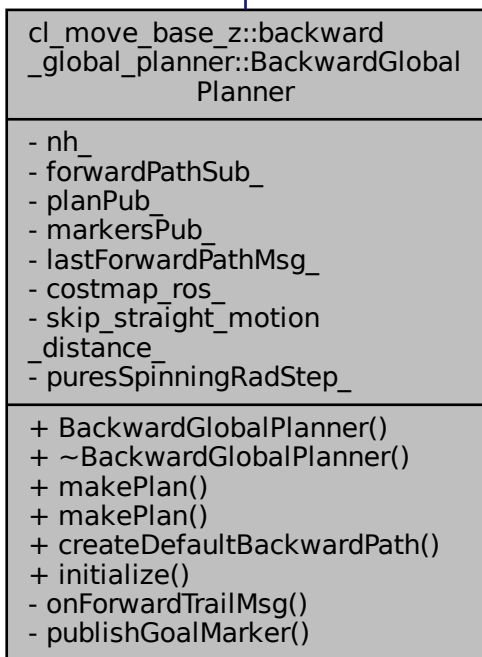 cl_move_base_z::backward
_global_planner::BackwardGlobal
Planner
- nh_
- forwardPathSub_
- planPub_
- markersPub_
- lastForwardPathMsg_
- costmap_ros_
- skip_straight_motion
_distance_
- puresSpinningRadStep_
+ BackwardGlobalPlanner()
+ ~BackwardGlobalPlanner()
+ makePlan()
+ makePlan()
+ createDefaultBackwardPath()
+ initialize()
- onForwardTrailMsg()
- publishGoalMarker()